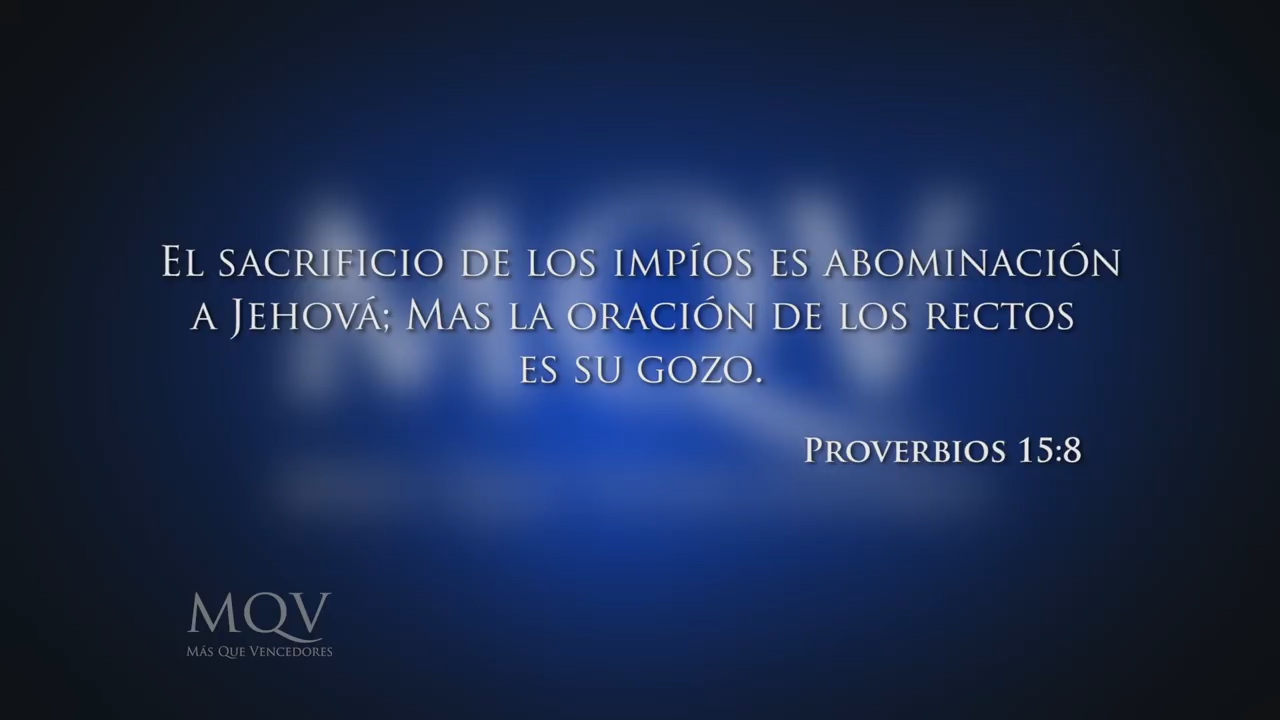 El sacrificio de los impíos es abominación
a Jehová; Mas la oración de los rectos
es su gozo.
Proverbios 15:8
MQV
Más Que Vencedores